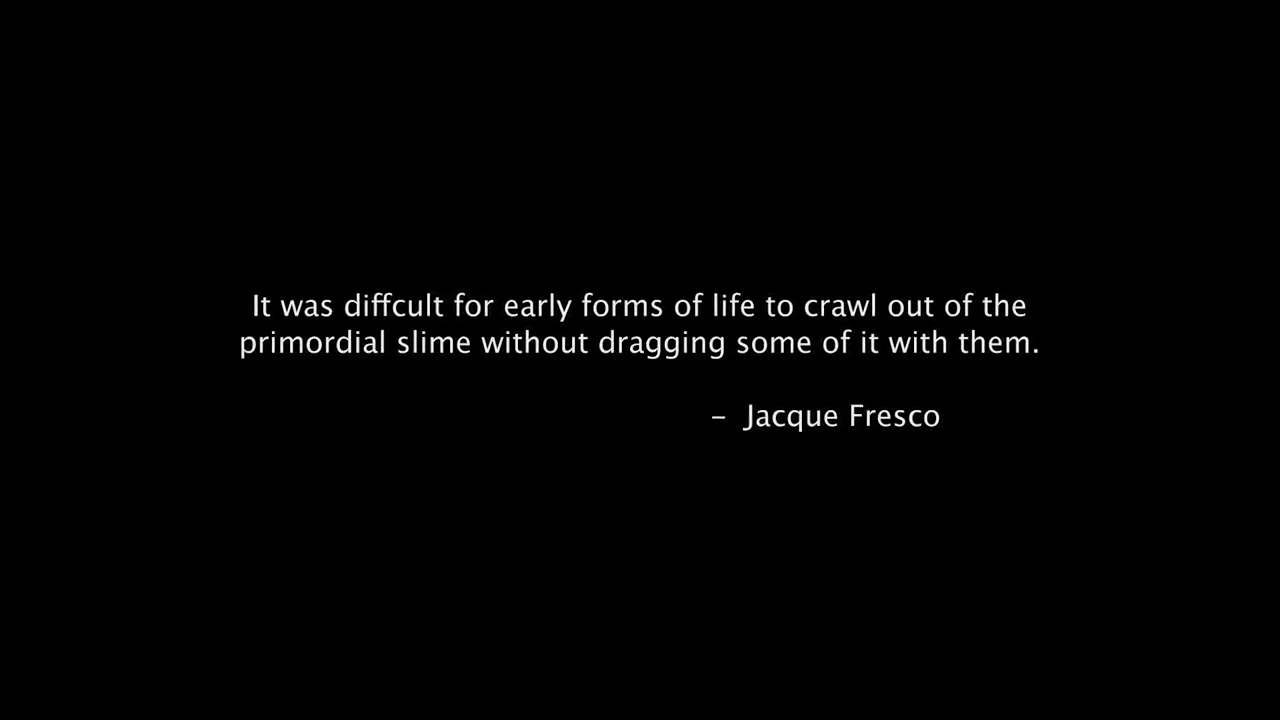 It was diffcult for early forms of life to crawl out of the
primordial slime without dragging some of it with them.
– Jacque Fresco